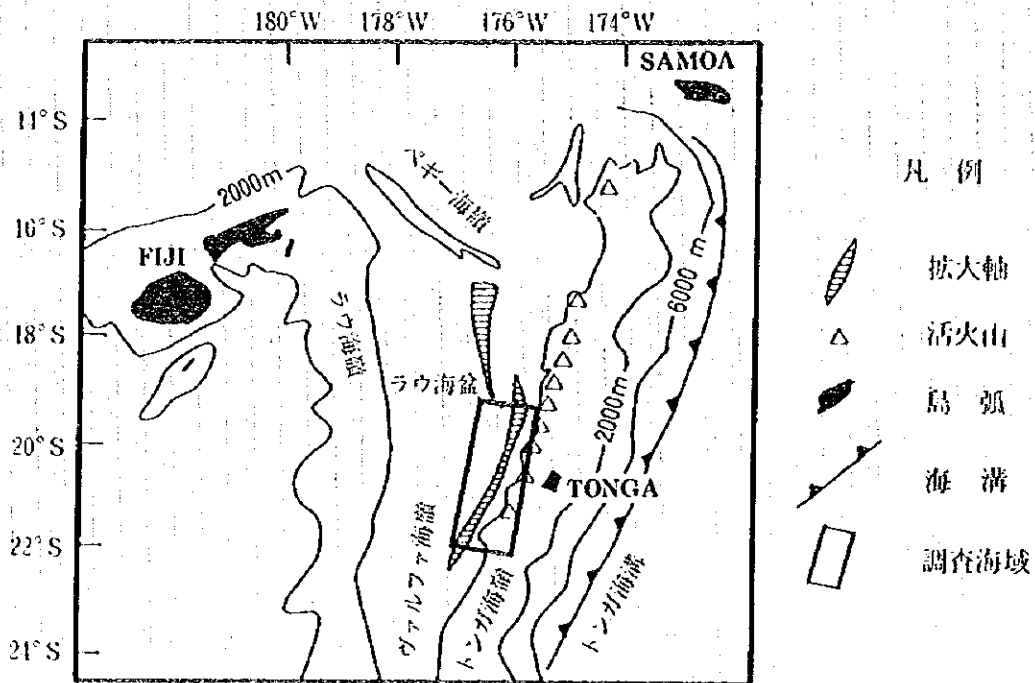 180°W 178°W 176°W 174°W
SAMOA
14°S
16°S
18°S
20°S
22°S
24°S
2000m
FIJI
ペギー海嶺
ラウ海嶺
ラウ海盆
6000 m
2000m
TONGA
ヴァルファ海嶺
トンガ海嶺
トンガ海溝
凡 例
拡大軸
活火山
島 弧
海 溝
調査海域